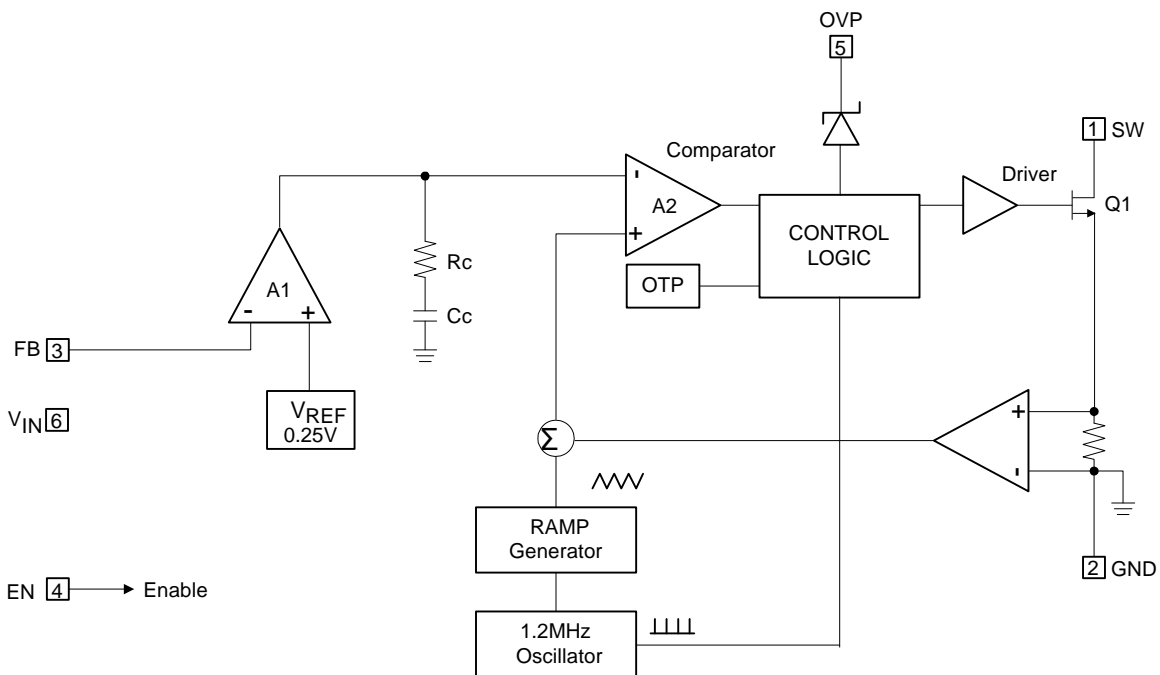 OVP
5
1 SW
Comparator
Driver
-
A2
+
Q1
CONTROL
LOGIC
OTP
Rc
Cc
A1
- +
FB 3
VREF
0.25V
VIN 6
Σ
+
-
RAMP
Generator
2 GND
EN 4 Enable
1.2MHz
Oscillator